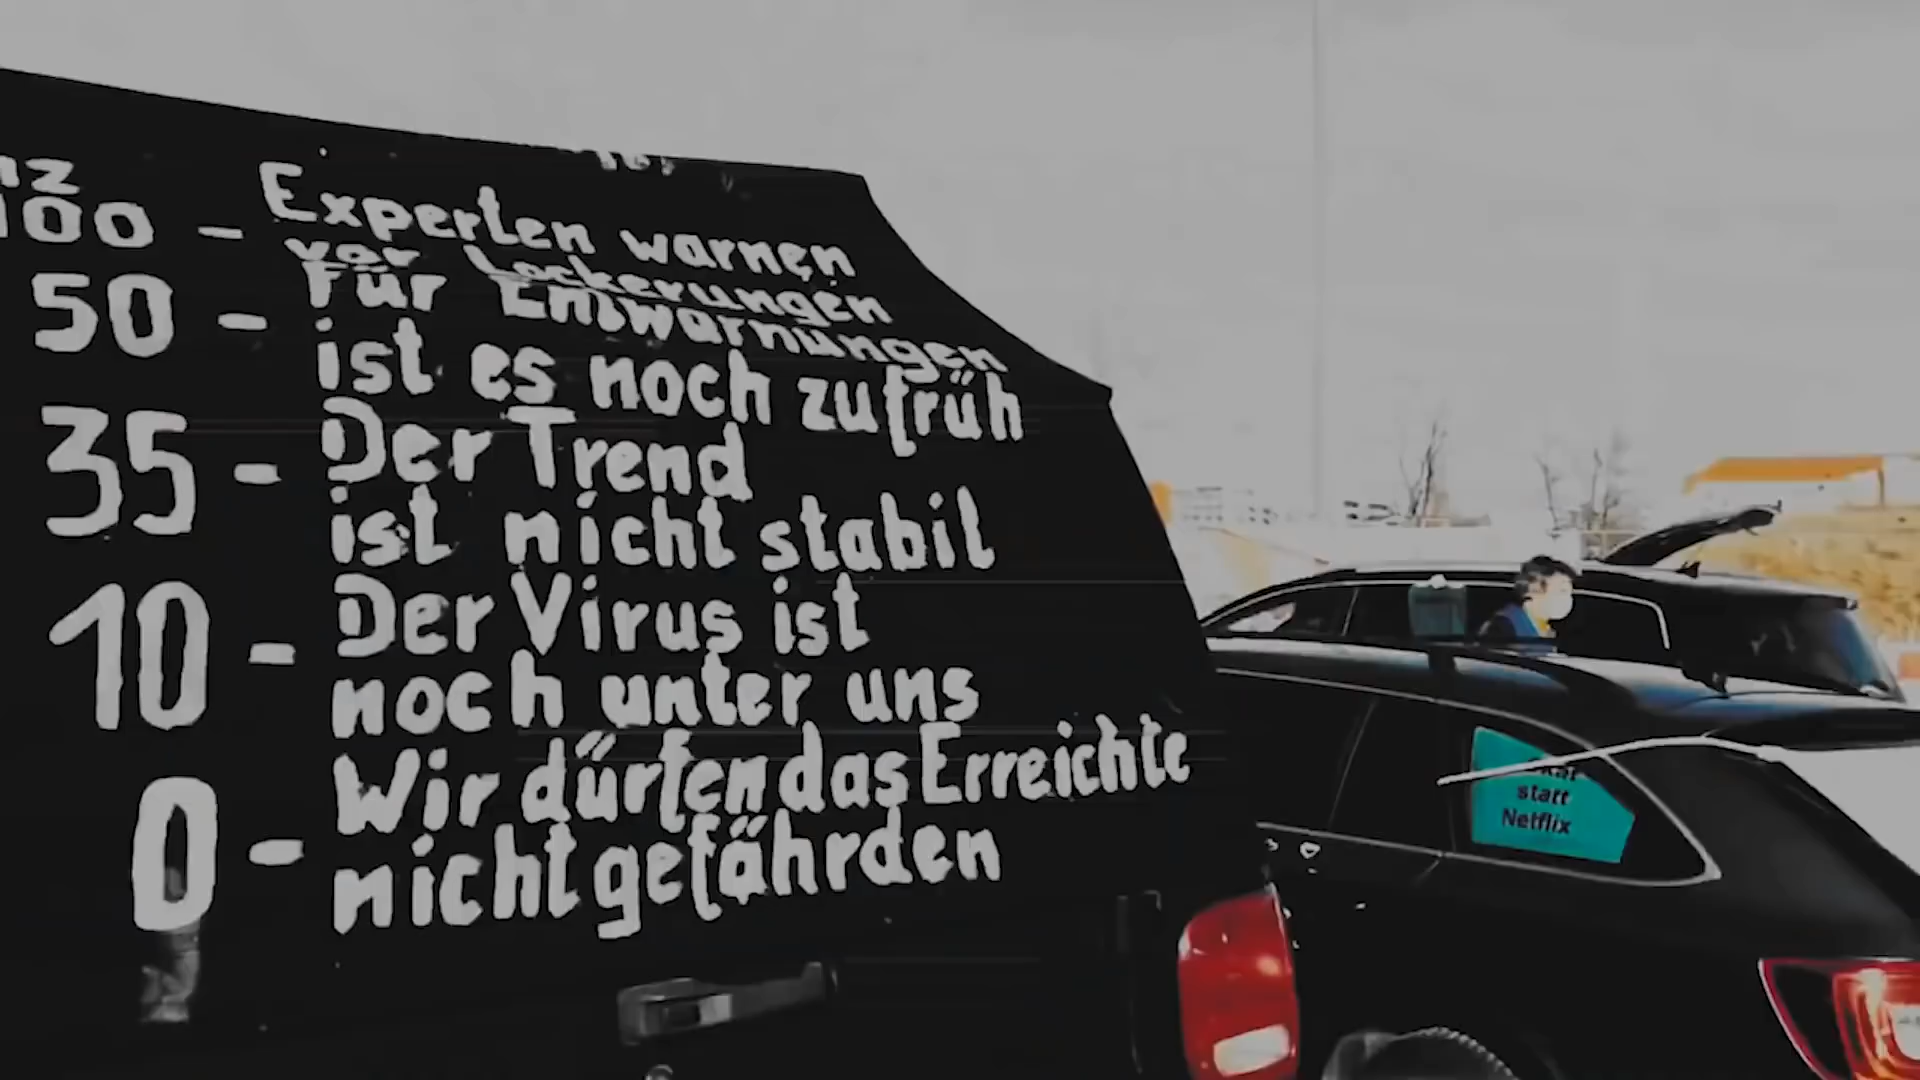 nz
100 - Experten warnen
vor Lockerungen
50 - Für Entwarnungen
ist es noch zu früh
35 - Der Trend
ist nicht stabil
10 - Der Virus ist
noch unter uns
0 - Wir dürfen das Erreichte
nicht gefährden
statt
Netflix